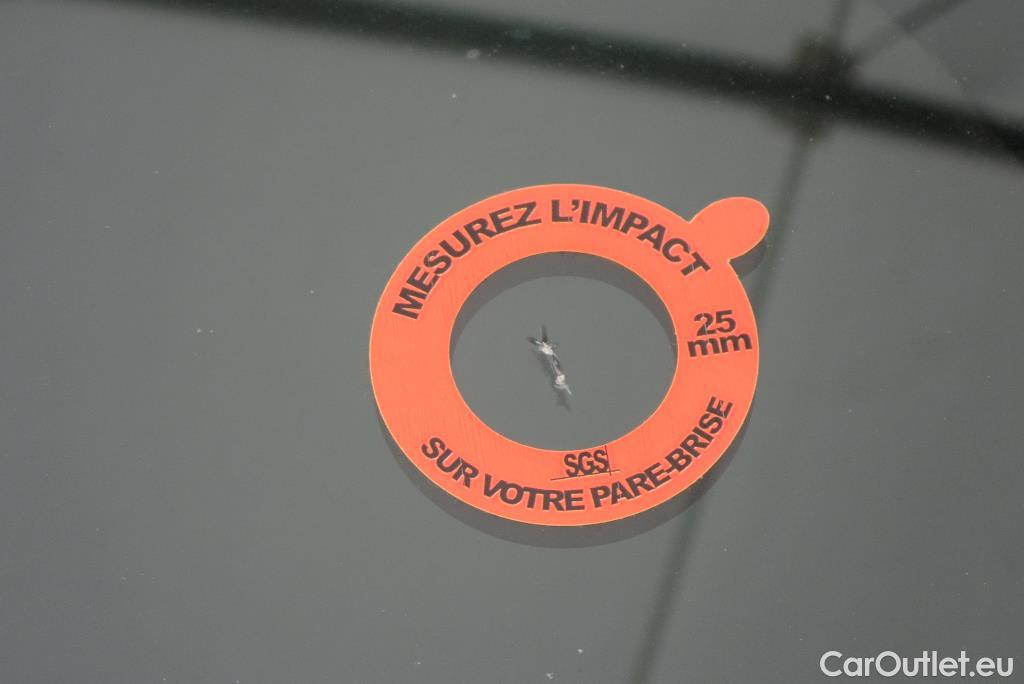 MESUREZ L'IMPACT
25
mm
SGS
SUR VOTRE PARE-BRISE
CarOutlet.eu